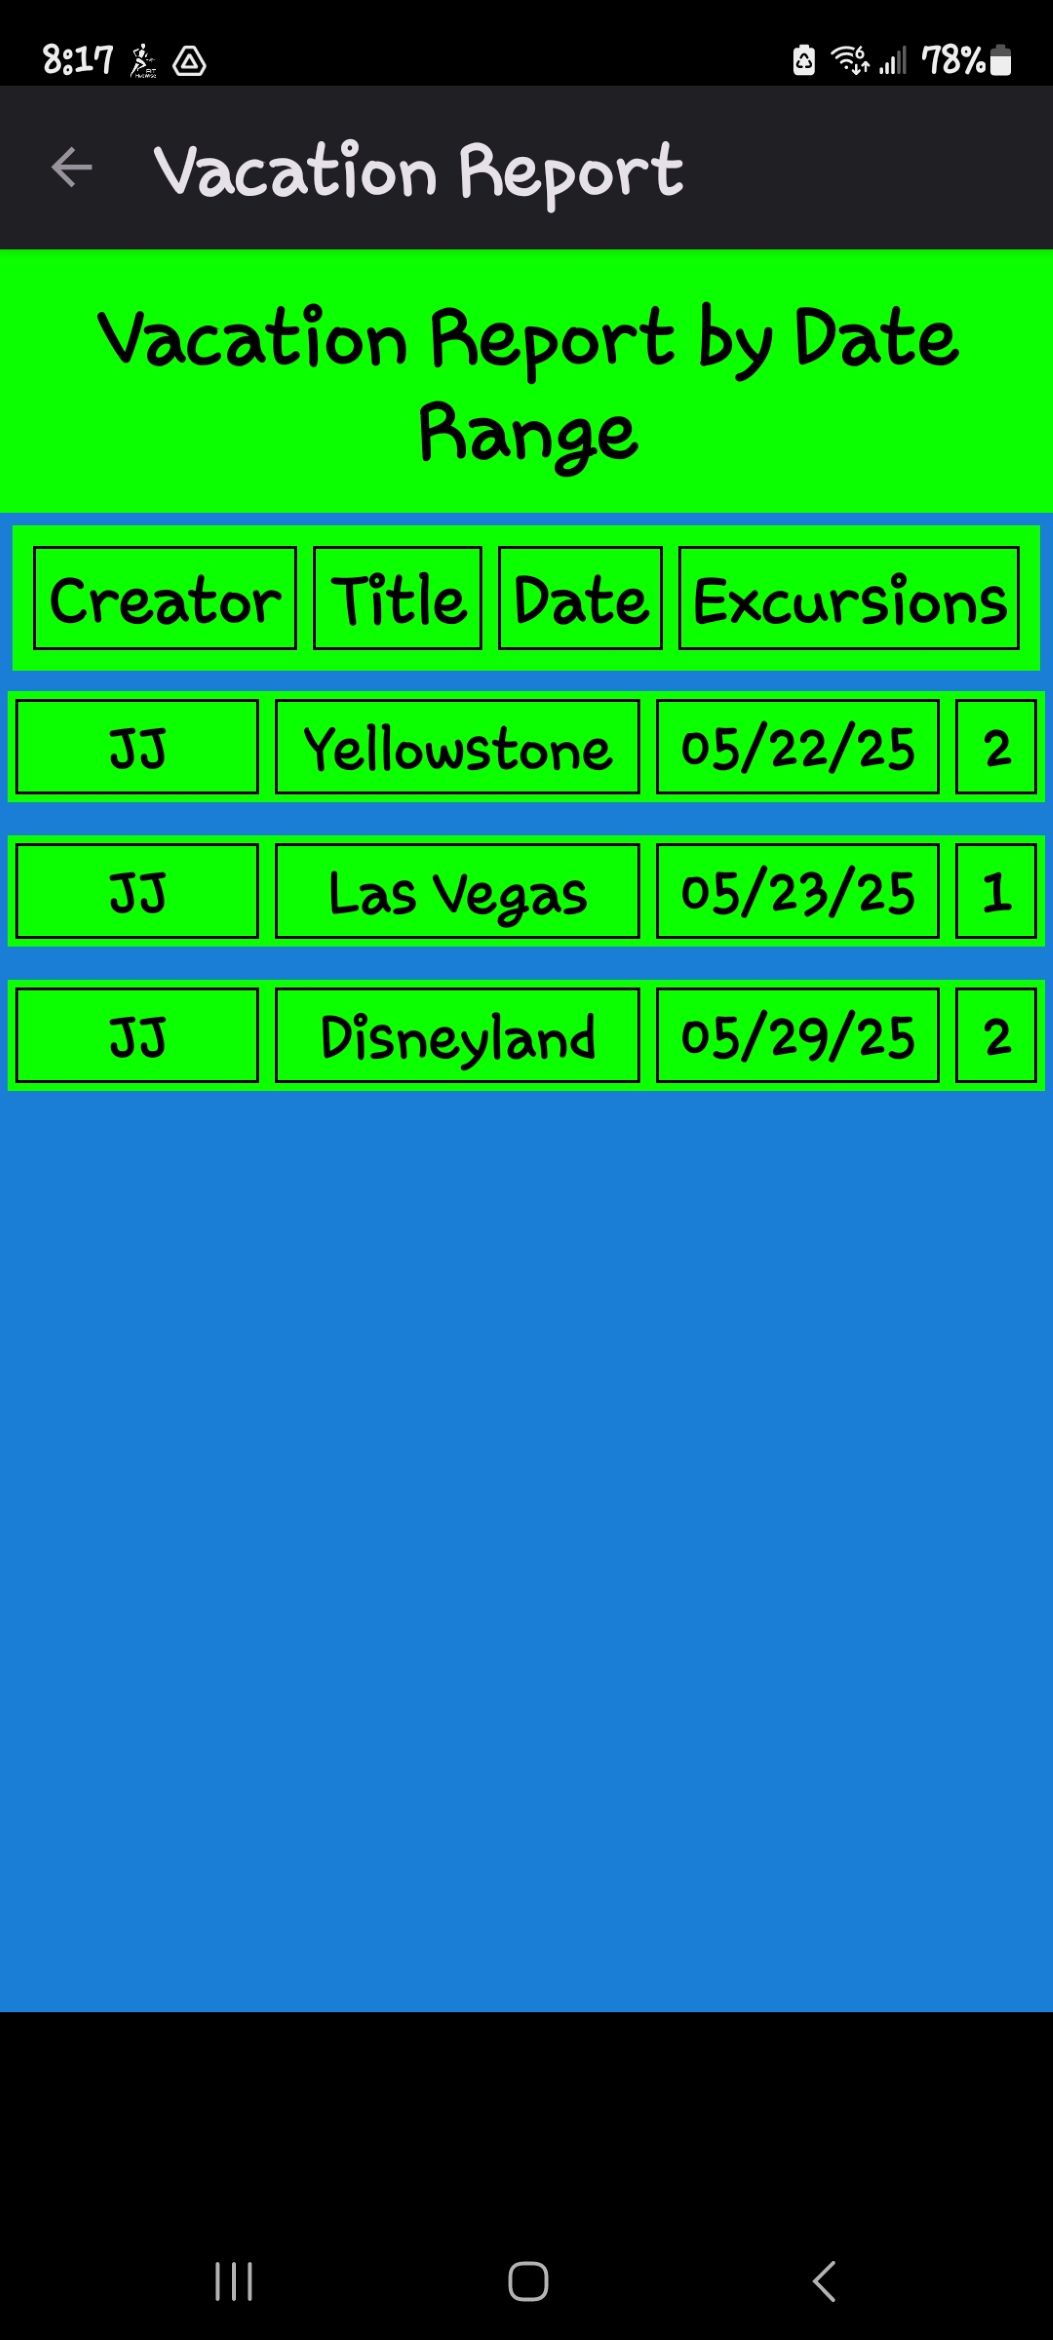 8:17
6 78%
Vacation Report
Vacation Report by Date
Range
Creator Title Date Excursions
JJ Yellowstone 05/22/25 2
JJ Las Vegas 05/23/25 1
JJ Disneyland 05/29/25 2